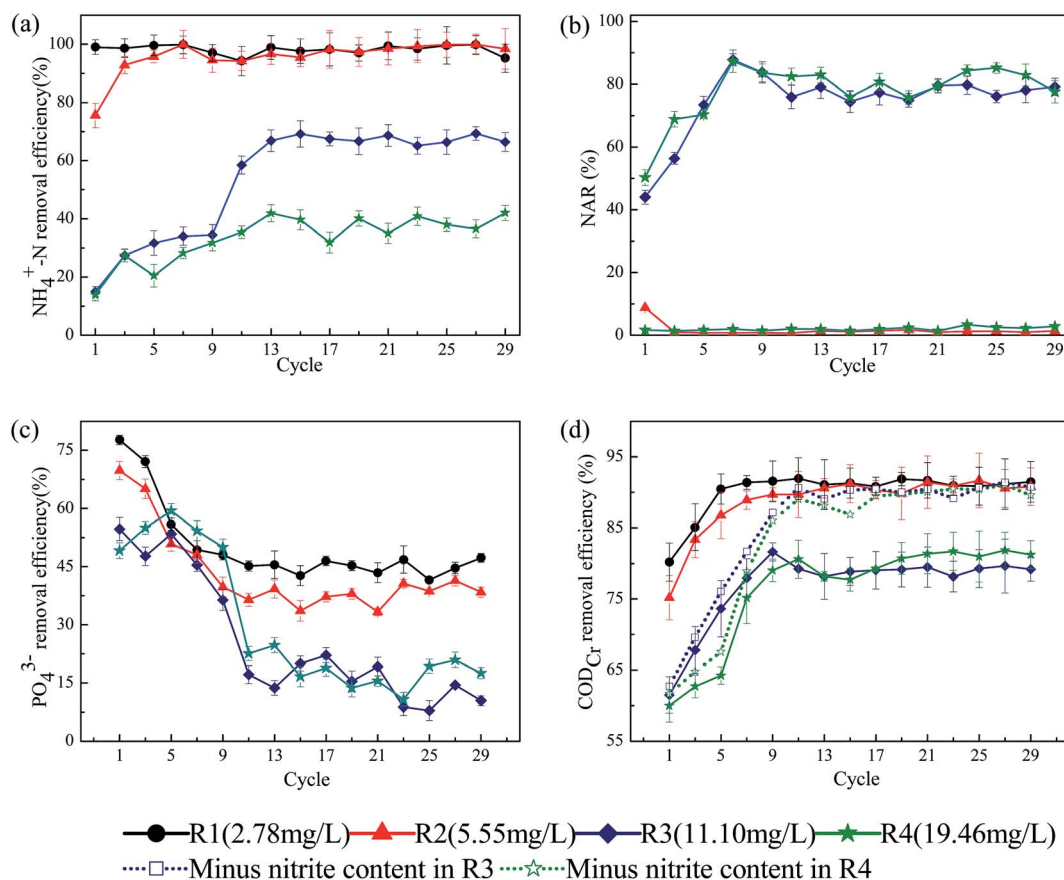 (a)
NH₄⁺-N removal efficiency(%)
100
80
60
40
20
0
1 5 9 13 17 21 25 29
Cycle
(b)
NAR (%)
100
80
60
40
20
0
1 5 9 13 17 21 25 29
Cycle
(c)
PO₄³⁻ removal efficiency(%)
75
60
45
30
15
0
1 5 9 13 17 21 25 29
Cycle
(d)
COD_Cr removal efficiency (%)
95
85
75
65
55
1 5 9 13 17 21 25 29
Cycle
R1(2.78mg/L) R2(5.55mg/L) R3(11.10mg/L) R4(19.46mg/L)
Minus nitrite content in R3 Minus nitrite content in R4